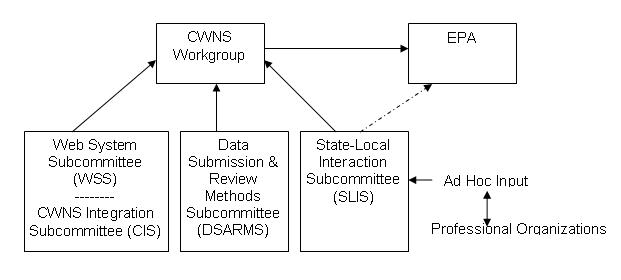 CWNS
Workgroup
EPA
Web System
Subcommittee
(WSS)
--------
CWNS Integration
Subcommittee (CIS)
Data
Submission &
Review
Methods
Subcommittee
(DSARMS)
State-Local
Interaction
Subcommittee
(SLIS)
Ad Hoc Input
Professional Organizations